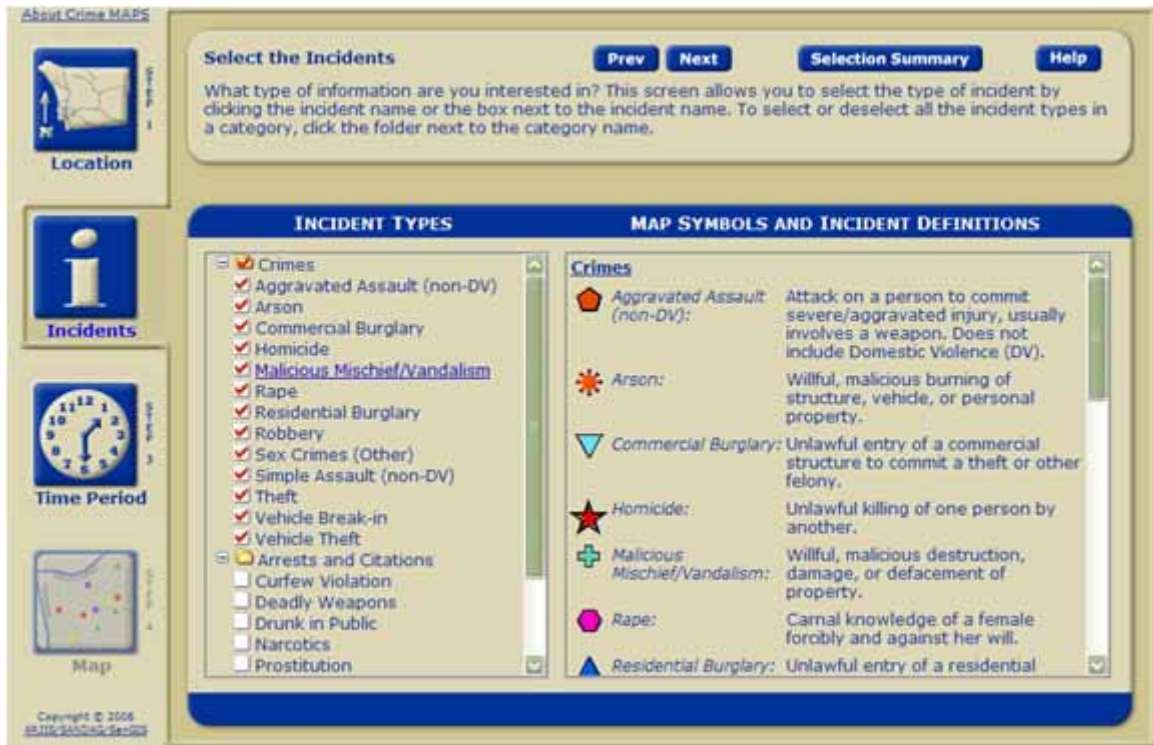 About Crime MAPS
Location
Incidents
Time Period
Map
Copyright © 2006
ARJIS/SANDAG/SanGIS
Select the Incidents
Prev
Next
Selection Summary
Help
What type of information are you interested in? This screen allows you to select the type of incident by
clicking the incident name or the box next to the incident name. To select or deselect all the incident types in
a category, click the folder next to the category name.
INCIDENT TYPES
Crimes
Aggravated Assault (non-DV)
Arson
Commercial Burglary
Homicide
Malicious Mischief/Vandalism
Rape
Residential Burglary
Robbery
Sex Crimes (Other)
Simple Assault (non-DV)
Theft
Vehicle Break-in
Vehicle Theft
Arrests and Citations
Curfew Violation
Deadly Weapons
Drunk in Public
Narcotics
Prostitution
MAP SYMBOLS AND INCIDENT DEFINITIONS
Crimes
Aggravated Assault
(non-DV):
Attack on a person to commit
severe/aggravated injury, usually
involves a weapon. Does not
include Domestic Violence (DV).
Arson:
Willful, malicious burning of
structure, vehicle, or personal
property.
Commercial Burglary:
Unlawful entry of a commercial
structure to commit a theft or other
felony.
Homicide:
Unlawful killing of one person by
another.
Malicious
Mischief/Vandalism:
Willful, malicious destruction,
damage, or defacement of
property.
Rape:
Carnal knowledge of a female
forcibly and against her will.
Residential Burglary:
Unlawful entry of a residential